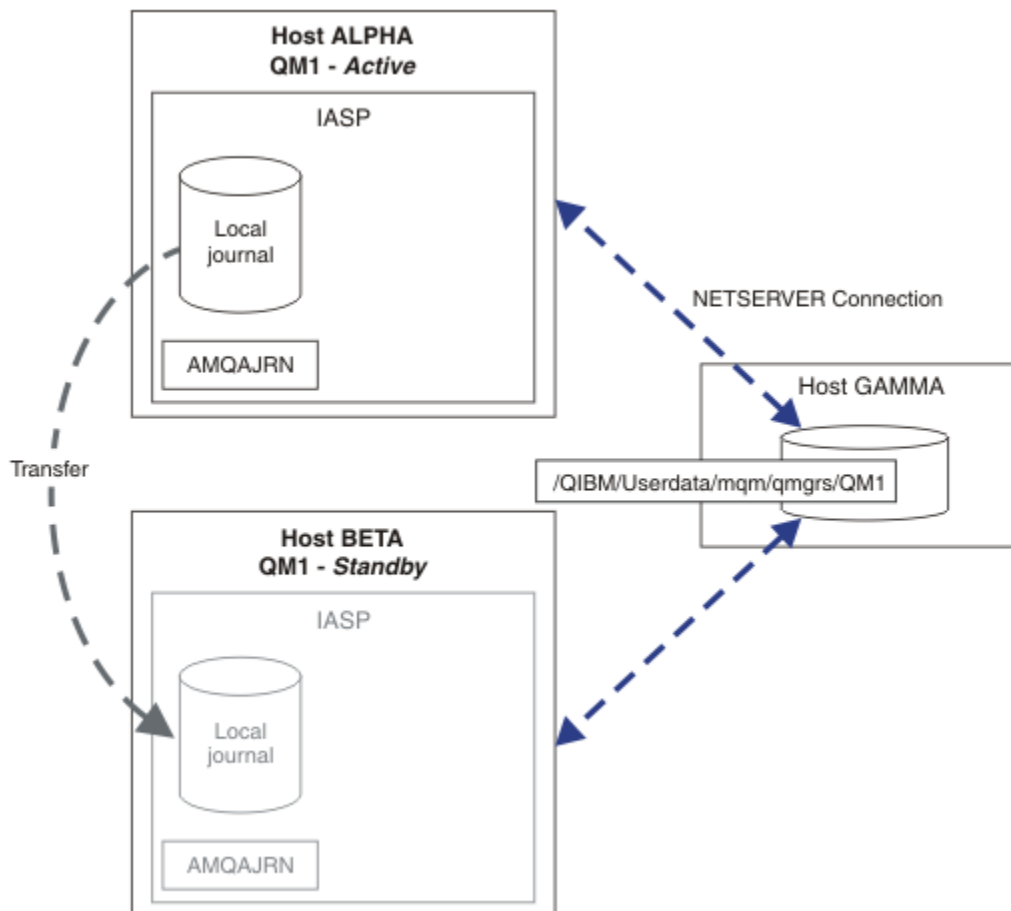 Host ALPHA
QM1 - Active
IASP
Local
journal
AMQAJRN
NETSERVER Connection
Host GAMMA
/QIBM/Userdata/mqm/qmgrs/QM1
Transfer
Host BETA
QM1 - Standby
IASP
Local
journal
AMQAJRN